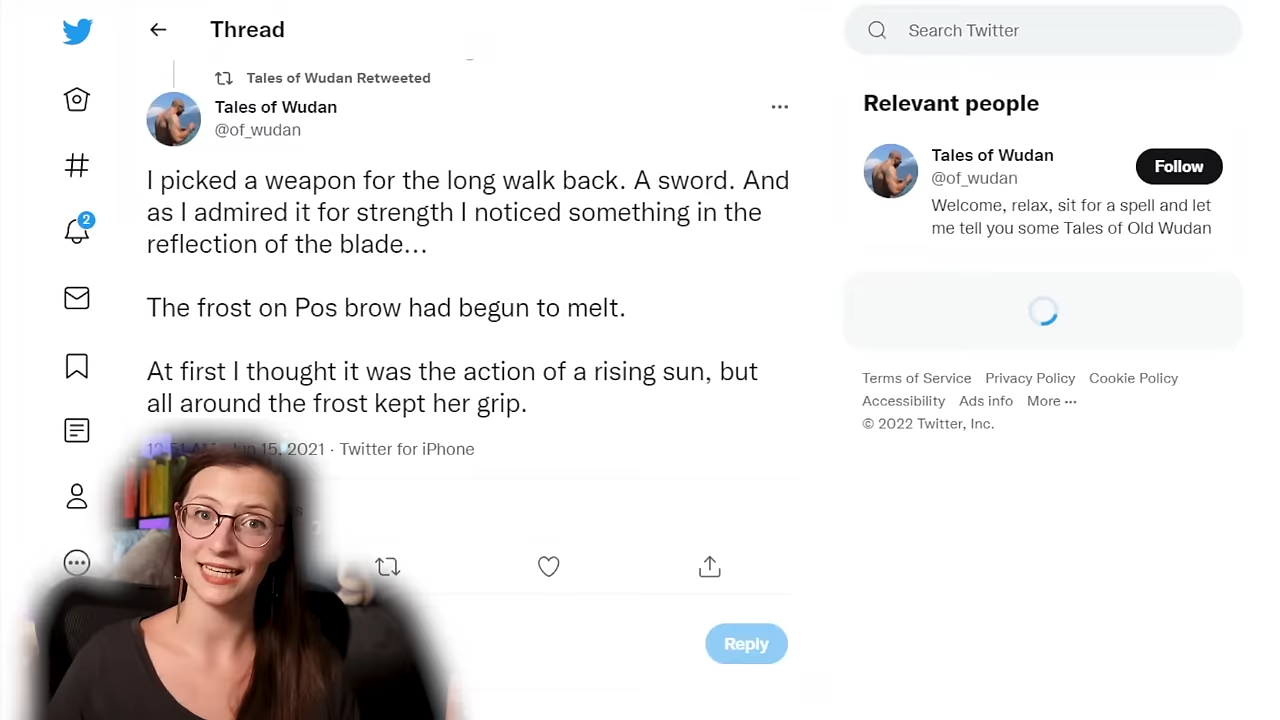 Thread
Search Twitter
Tales of Wudan Retweeted
Tales of Wudan
@of_wudan
I picked a weapon for the long walk back. A sword. And
as I admired it for strength I noticed something in the
reflection of the blade...

The frost on Pos brow had begun to melt.

At first I thought it was the action of a rising sun, but
all around the frost kept her grip.
15, 2021 · Twitter for iPhone
2
Reply
Relevant people
Tales of Wudan
@of_wudan
Follow
Welcome, relax, sit for a spell and let
me tell you some Tales of Old Wudan
Terms of Service Privacy Policy Cookie Policy
Accessibility Ads info More ···
© 2022 Twitter, Inc.